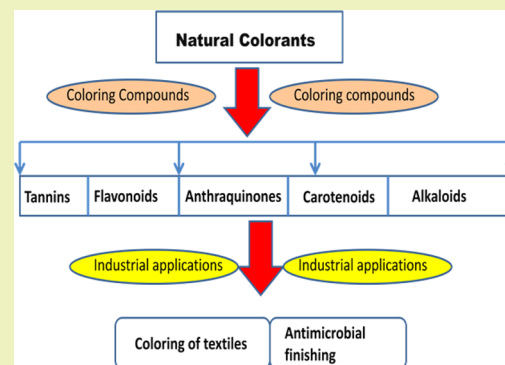 Natural Colorants
Coloring Compounds
Coloring compounds
Tannins Flavonoids Anthraquinones Carotenoids Alkaloids
Industrial applications
Industrial applications
Coloring of textiles
Antimicrobial
finishing